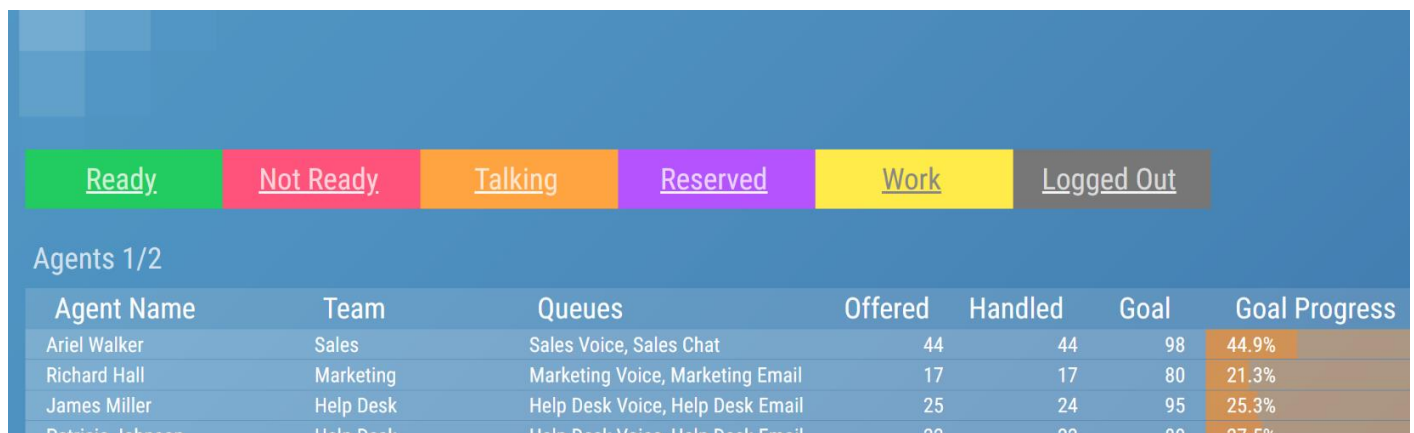 Ready Not Ready Talking Reserved Work Logged Out
Agents 1/2
Agent Name Team Queues Offered Handled Goal Goal Progress
Ariel Walker Sales Sales Voice, Sales Chat 44 44 98 44.9%
Richard Hall Marketing Marketing Voice, Marketing Email 17 17 80 21.3%
James Miller Help Desk Help Desk Voice, Help Desk Email 25 24 95 25.3%